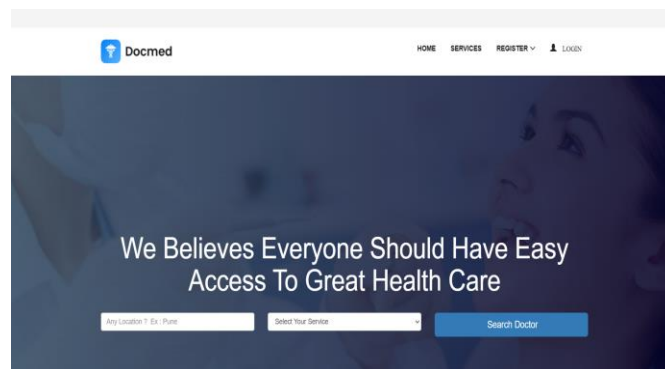 Docmed
HOME SERVICES REGISTER LOGIN
We Believes Everyone Should Have Easy
Access To Great Health Care
Any Location ? Ex : Pune
Select Your Service
Search Doctor